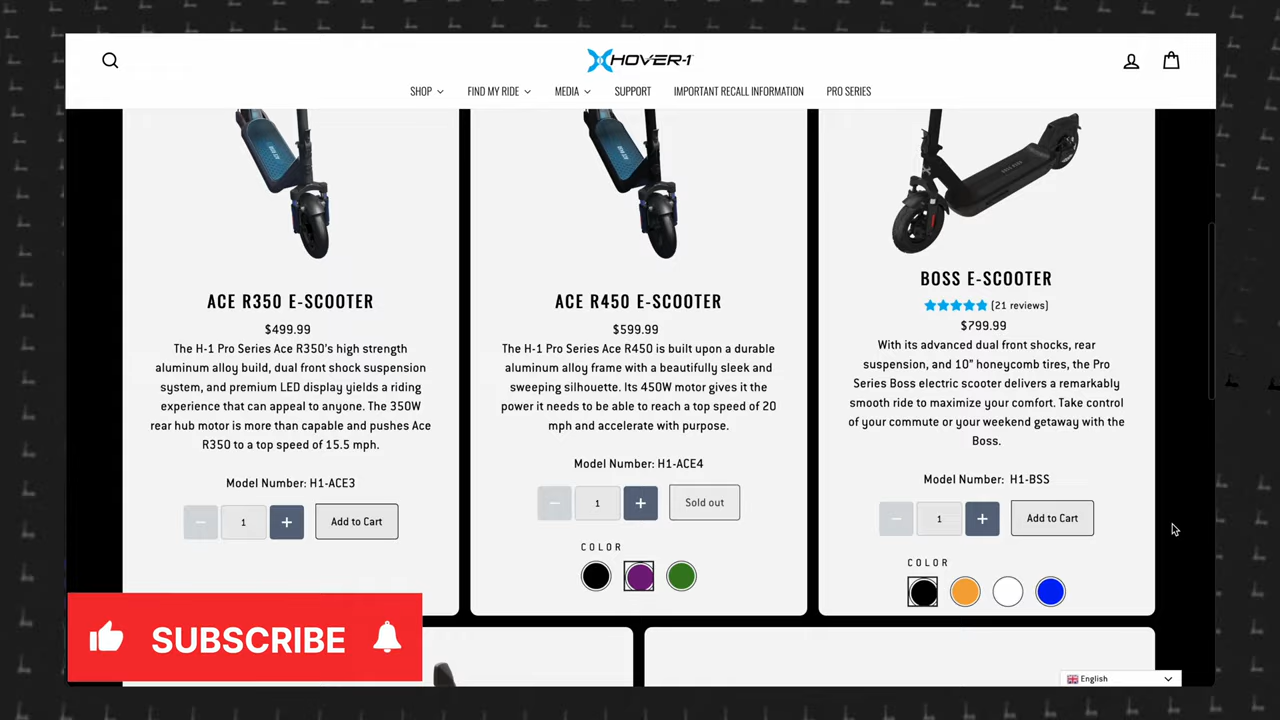 HOVER-1
SHOP
FIND MY RIDE
MEDIA
SUPPORT
IMPORTANT RECALL INFORMATION
PRO SERIES
ACE R350 E-SCOOTER
$499.99
The H-1 Pro Series Ace R350's high strength
aluminum alloy build, dual front shock suspension
system, and premium LED display yields a riding
experience that can appeal to anyone. The 350W
rear hub motor is more than capable and pushes Ace
R350 to a top speed of 15.5 mph.
Model Number: H1-ACE3
− 1 +
Add to Cart
ACE R450 E-SCOOTER
$599.99
The H-1 Pro Series Ace R450 is built upon a durable
aluminum alloy frame with a beautifully sleek and
sweeping silhouette. Its 450W motor gives it the
power it needs to be able to reach a top speed of 20
mph and accelerate with purpose.
Model Number: H1-ACE4
− 1 +
Sold out
COLOR
BOSS E-SCOOTER
(21 reviews)
$799.99
With its advanced dual front shocks, rear
suspension, and 10" honeycomb tires, the Pro
Series Boss electric scooter delivers a remarkably
smooth ride to maximize your comfort. Take control
of your commute or your weekend getaway with the
Boss.
Model Number: H1-BSS
− 1 +
Add to Cart
COLOR
SUBSCRIBE
English